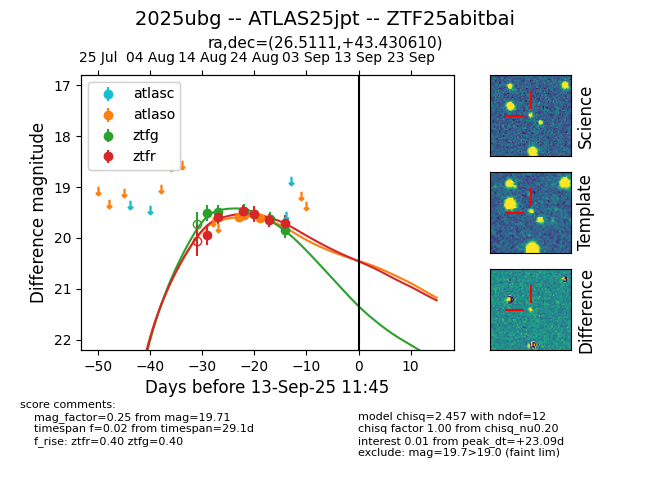 2025ubg -- ATLAS25jpt -- ZTF25abitbai
ra,dec=(26.5111,+43.430610)
25 Jul 04 Aug 14 Aug 24 Aug 03 Sep 13 Sep 23 Sep
17
18
19
20
21
22
Difference magnitude
atlasc
atlaso
ztfg
ztfr
−50 −40 −30 −20 −10 0 10
Days before 13-Sep-25 11:45
Science
Template
Difference
score comments:
mag_factor=0.25 from mag=19.71
timespan f=0.02 from timespan=29.1d
f_rise: ztfr=0.40 ztfg=0.40
model chisq=2.457 with ndof=12
chisq factor 1.00 from chisq_nu0.20
interest 0.01 from peak_dt=+23.09d
exclude: mag=19.7>19.0 (faint lim)